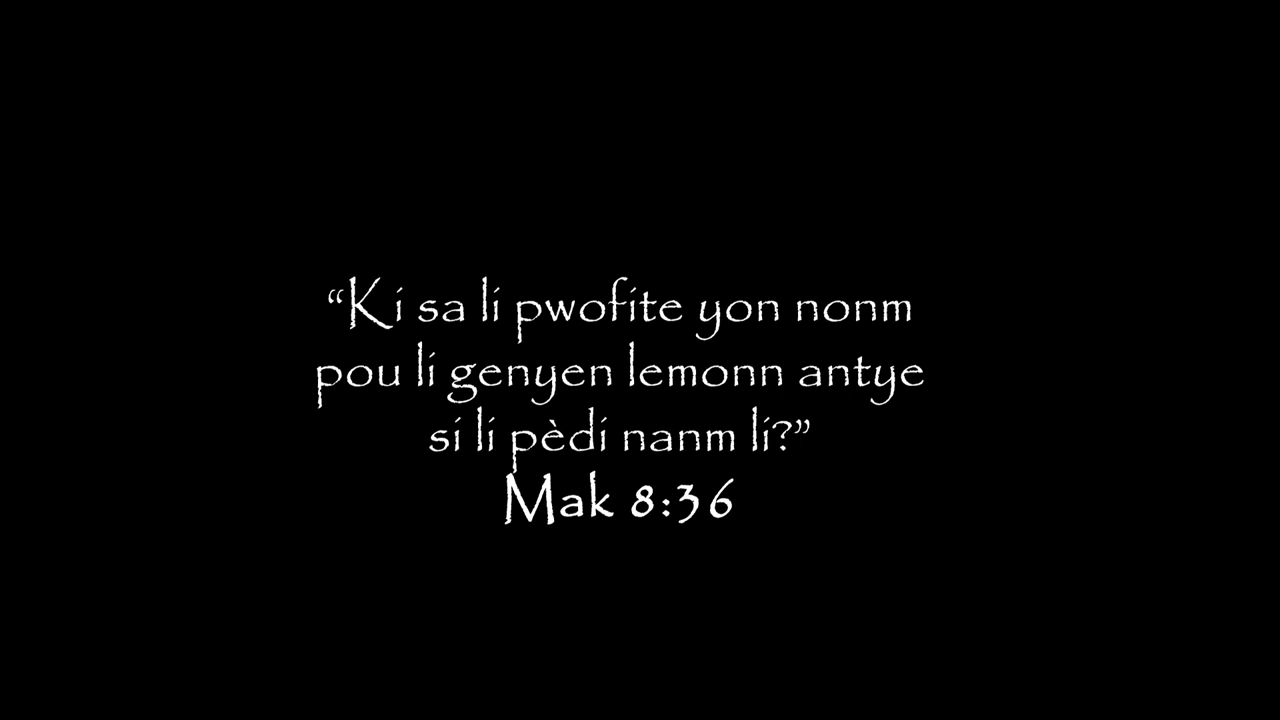 “Ki sa li pwofite yon nonm
pou li genyen lemonn antye
si li pèdi nanm li?”
Mak 8:36